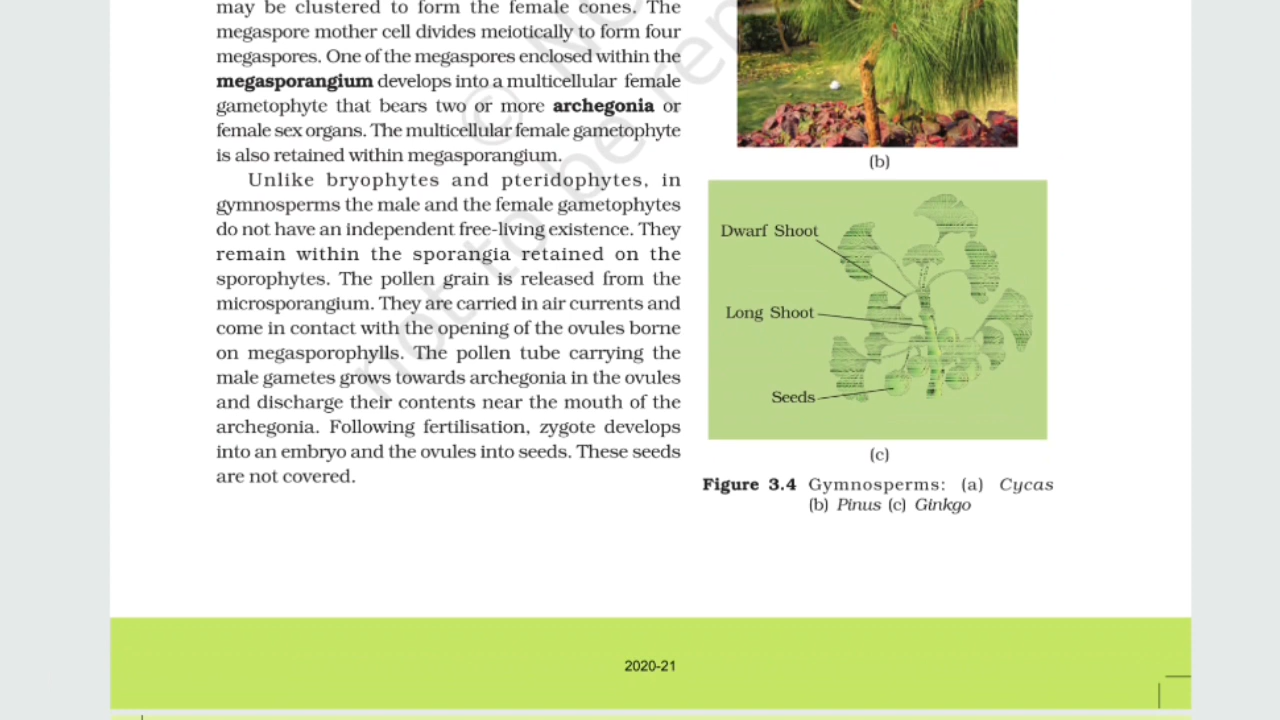 may be clustered to form the female cones. The
megaspore mother cell divides meiotically to form four
megaspores. One of the megaspores enclosed within the
megasporangium develops into a multicellular female
gametophyte that bears two or more archegonia or
female sex organs. The multicellular female gametophyte
is also retained within megasporangium.
Unlike bryophytes and pteridophytes, in
gymnosperms the male and the female gametophytes
do not have an independent free-living existence. They
remain within the sporangia retained on the
sporophytes. The pollen grain is released from the
microsporangium. They are carried in air currents and
come in contact with the opening of the ovules borne
on megasporophylls. The pollen tube carrying the
male gametes grows towards archegonia in the ovules
and discharge their contents near the mouth of the
archegonia. Following fertilisation, zygote develops
into an embryo and the ovules into seeds. These seeds
are not covered.
(b)
Dwarf Shoot
Long Shoot
Seeds
(c)
Figure 3.4 Gymnosperms: (a) Cycas
(b) Pinus (c) Ginkgo
not to be rep
2020-21